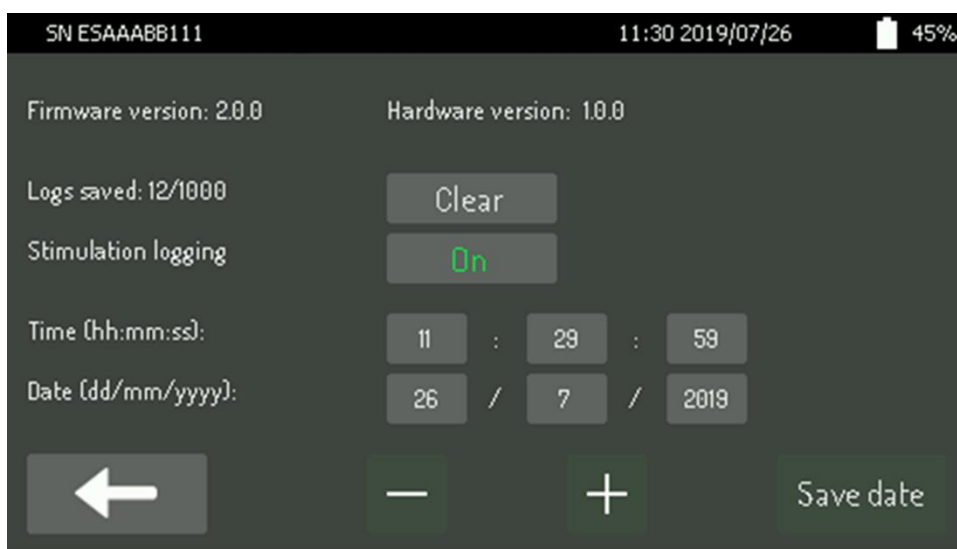 SN ESAAABB111 11:30 2019/07/26 45%
Firmware version: 2.0.0 Hardware version: 1.0.0
Logs saved: 12/1000 Clear
Stimulation logging On
Time (hh:mm:ss): 11 : 29 : 59
Date (dd/mm/yyyy): 26 / 7 / 2019
— + Save date